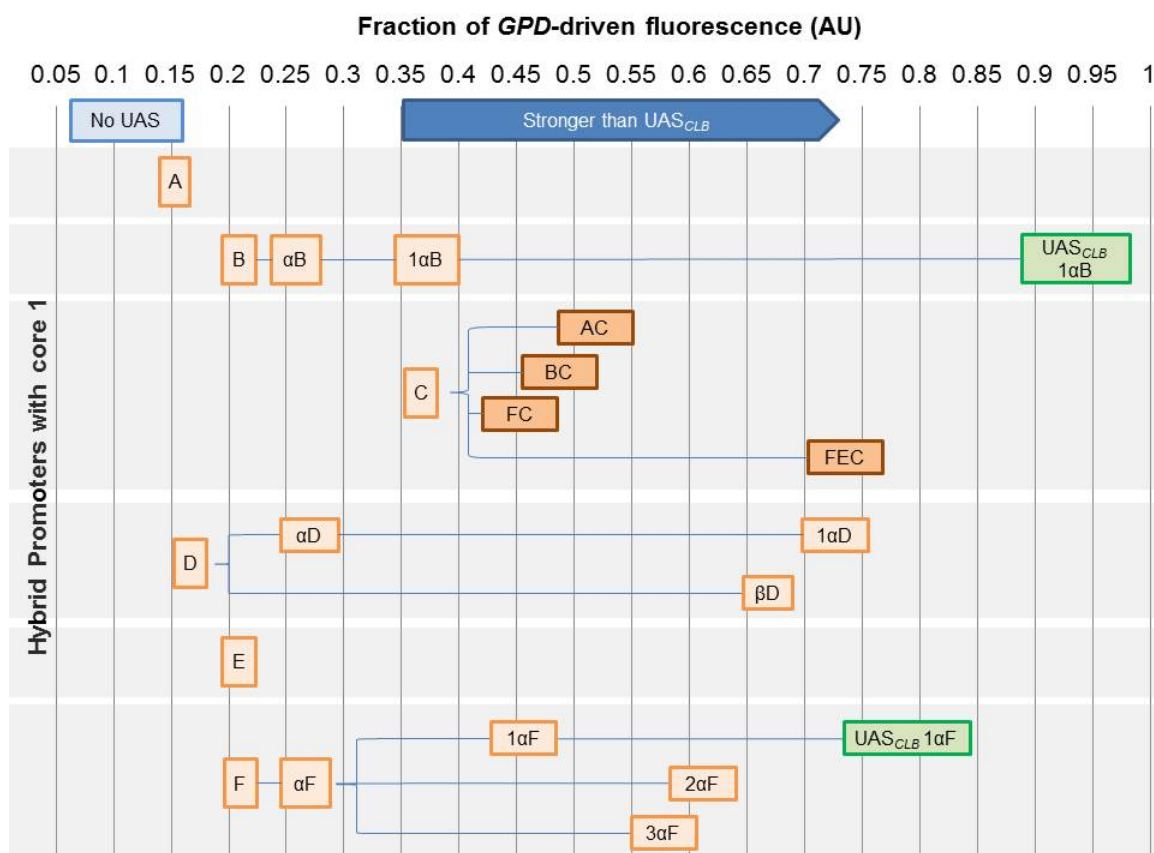 Fraction of GPD-driven fluorescence (AU)
0.05 0.1 0.15 0.2 0.25 0.3 0.35 0.4 0.45 0.5 0.55 0.6 0.65 0.7 0.75 0.8 0.85 0.9 0.95 1
No UAS
Stronger than UASCLB
Hybrid Promoters with core 1
A
B αB 1αB UASCLB
1αB
AC
BC
C
FC
FEC
αD 1αD
D
βD
E
1αF UASCLB 1αF
F αF 2αF
3αF